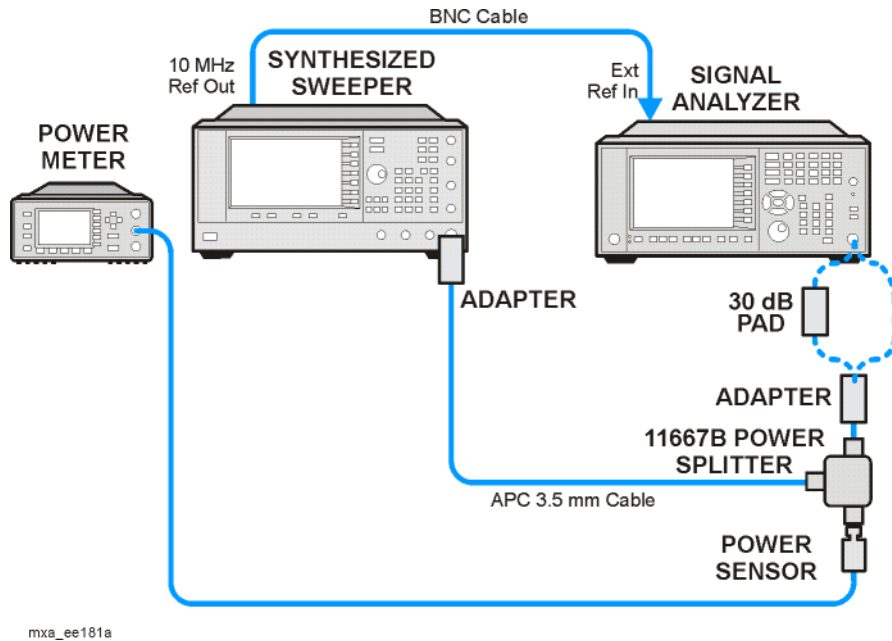 BNC Cable
10 MHz
Ref Out
SYNTHESIZED
SWEEPER
Ext
Ref In
SIGNAL
ANALYZER
POWER
METER
ADAPTER
30 dB
PAD
ADAPTER
11667B POWER
SPLITTER
APC 3.5 mm Cable
POWER
SENSOR
mxa_ee181a